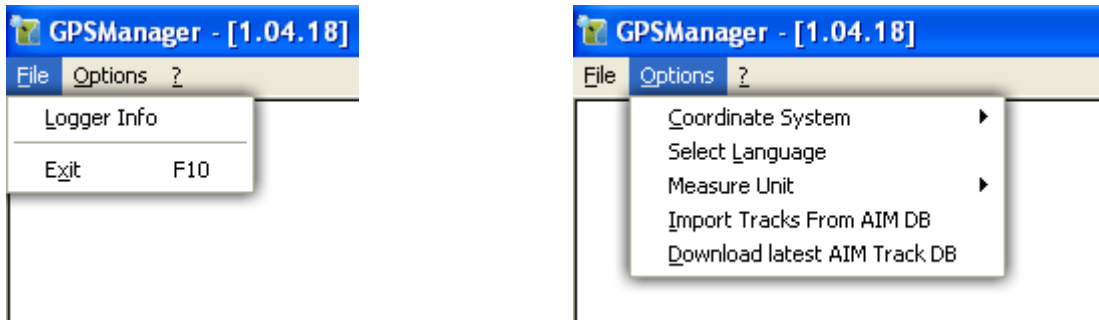 GPSManager - [1.04.18]
File Options ?
Logger Info
Exit F10
GPSManager - [1.04.18]
File Options ?
Coordinate System
Select Language
Measure Unit
Import Tracks From AIM DB
Download latest AIM Track DB